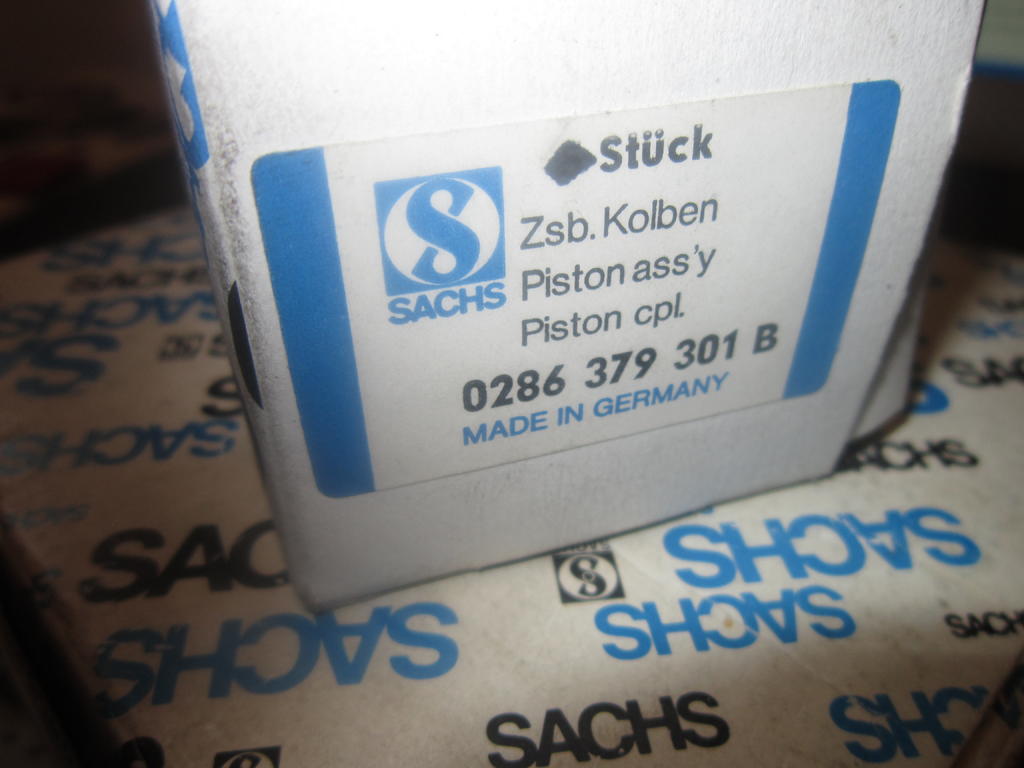 Stück
SACHS
Zsb. Kolben
Piston ass'y
Piston cpl.
0286 379 301 B
MADE IN GERMANY
SACHS
SACHS
SACHS
SACHS
SACHS
SACHS
SACHS